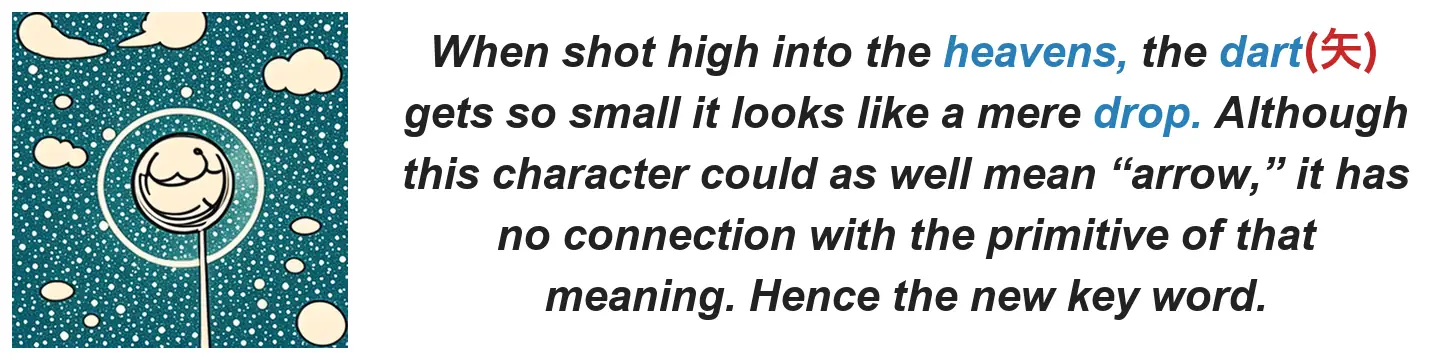 When shot high into the heavens, the dart(矢)
gets so small it looks like a mere drop. Although
this character could as well mean “arrow,” it has
no connection with the primitive of that
meaning. Hence the new key word.